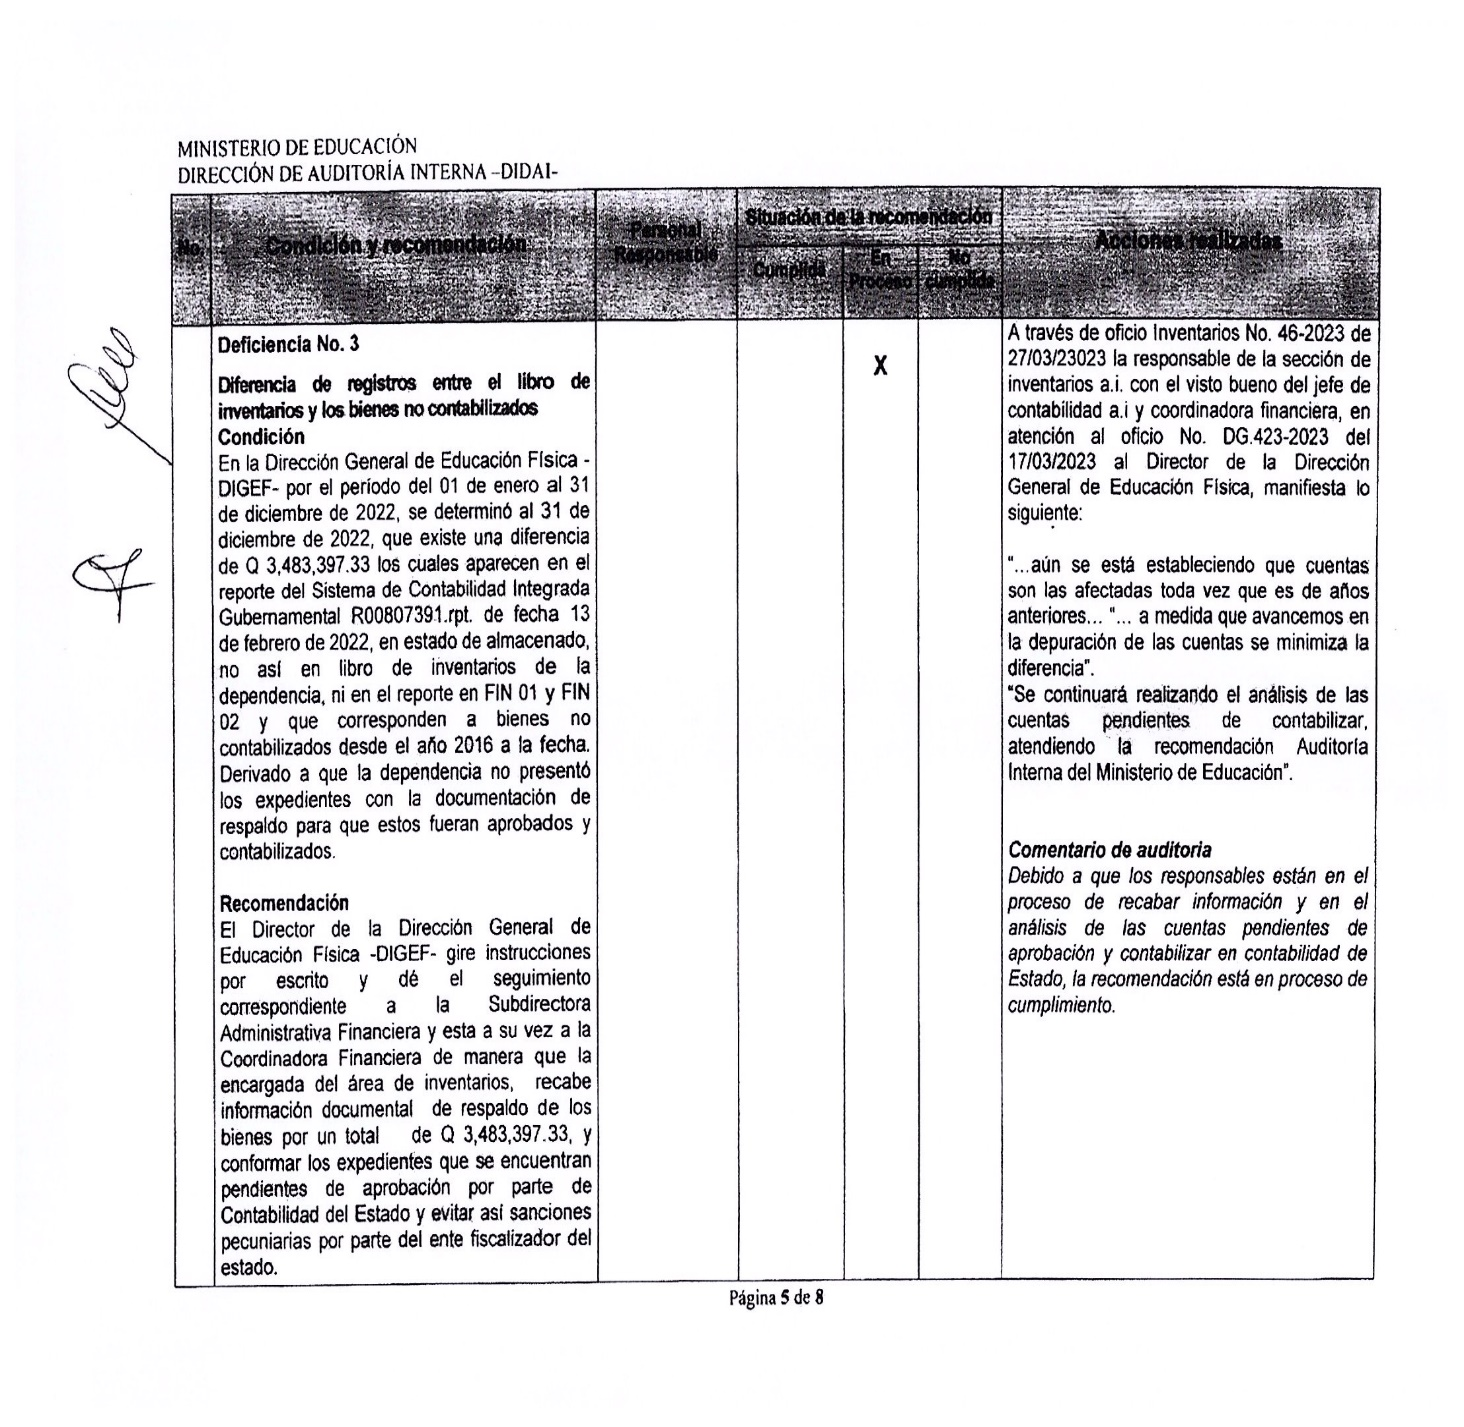 MINISTERIO DE EDUCACIÓN
DIRECCIÓN DE AUDITORÍA INTERNA –DIDAI-
No.
Condición y recomendación
Personal
Responsable
Situación de la recomendación
Cumplida
En
Proceso
No
cumplida
Acciones realizadas
Deficiencia No. 3
Diferencia de registros entre el libro de
inventarios y los bienes no contabilizados
Condición
En la Dirección General de Educación Física -
DIGEF- por el período del 01 de enero al 31
de diciembre de 2022, se determinó al 31 de
diciembre de 2022, que existe una diferencia
de Q 3,483,397.33 los cuales aparecen en el
reporte del Sistema de Contabilidad Integrada
Gubernamental R00807391.rpt. de fecha 13
de febrero de 2022, en estado de almacenado,
no así en libro de inventarios de la
dependencia, ni en el reporte en FIN 01 y FIN
02 y que corresponden a bienes no
contabilizados desde el año 2016 a la fecha.
Derivado a que la dependencia no presentó
los expedientes con la documentación de
respaldo para que estos fueran aprobados y
contabilizados.
Recomendación
El Director de la Dirección General de
Educación Física -DIGEF- gire instrucciones
por escrito y dé el seguimiento
correspondiente a la Subdirectora
Administrativa Financiera y esta a su vez a la
Coordinadora Financiera de manera que la
encargada del área de inventarios, recabe
información documental de respaldo de los
bienes por un total de Q 3,483,397.33, y
conformar los expedientes que se encuentran
pendientes de aprobación por parte de
Contabilidad del Estado y evitar así sanciones
pecuniarias por parte del ente fiscalizador del
estado.
X
A través de oficio Inventarios No. 46-2023 de
27/03/23023 la responsable de la sección de
inventarios a.i. con el visto bueno del jefe de
contabilidad a.i y coordinadora financiera, en
atención al oficio No. DG.423-2023 del
17/03/2023 al Director de la Dirección
General de Educación Física, manifiesta lo
siguiente:
"...aún se está estableciendo que cuentas
son las afectadas toda vez que es de años
anteriores... "... a medida que avancemos en
la depuración de las cuentas se minimiza la
diferencia".
"Se continuará realizando el análisis de las
cuentas pendientes de contabilizar,
atendiendo la recomendación Auditoría
Interna del Ministerio de Educación".
Comentario de auditoria
Debido a que los responsables están en el
proceso de recabar información y en el
análisis de las cuentas pendientes de
aprobación y contabilizar en contabilidad de
Estado, la recomendación está en proceso de
cumplimiento.
Página 5 de 8